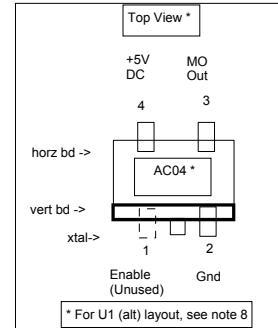 Top View *
+5V DC
MO Out
4
3
horz bd ->
AC04 *
vert bd ->
xtal->
1
2
Enable (Unused)
Gnd
* For U1 (alt) layout, see note 8